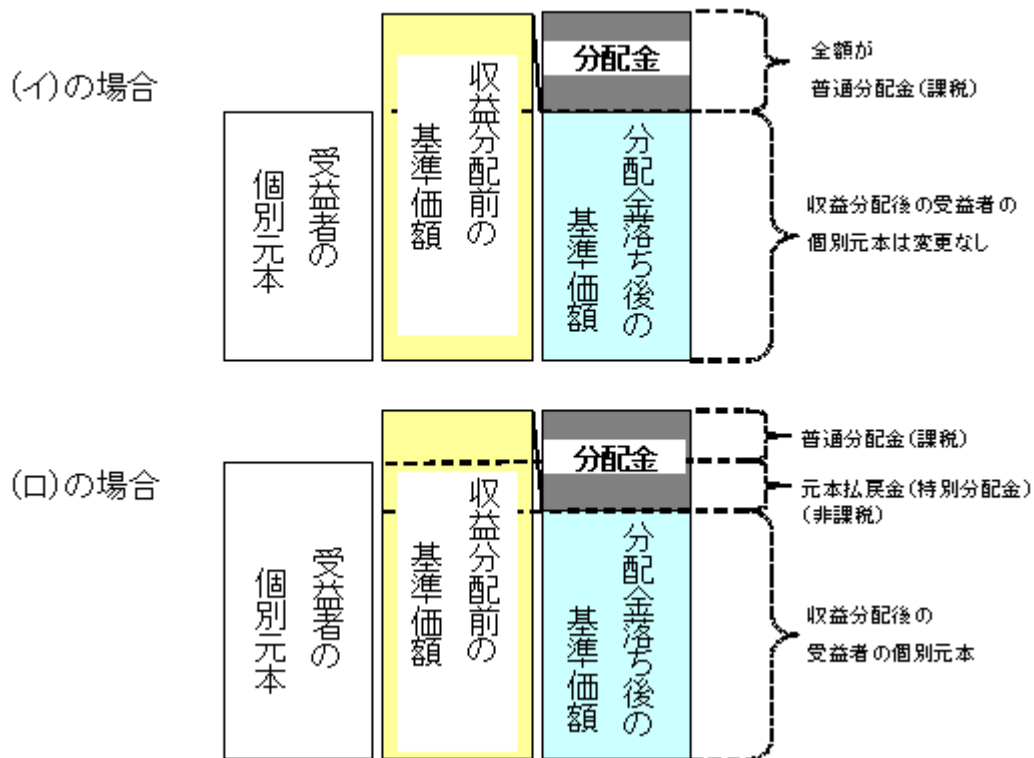 (イ)の場合
受益者の
個別元本
収益分配前の
基準価額
分配金
分配金落ち後の
基準価額
全額が
普通分配金(課税)
収益分配後の受益者の
個別元本は変更なし
(ロ)の場合
受益者の
個別元本
収益分配前の
基準価額
分配金
分配金落ち後の
基準価額
普通分配金(課税)
元本払戻金(特別分配金)
(非課税)
収益分配後の
受益者の個別元本